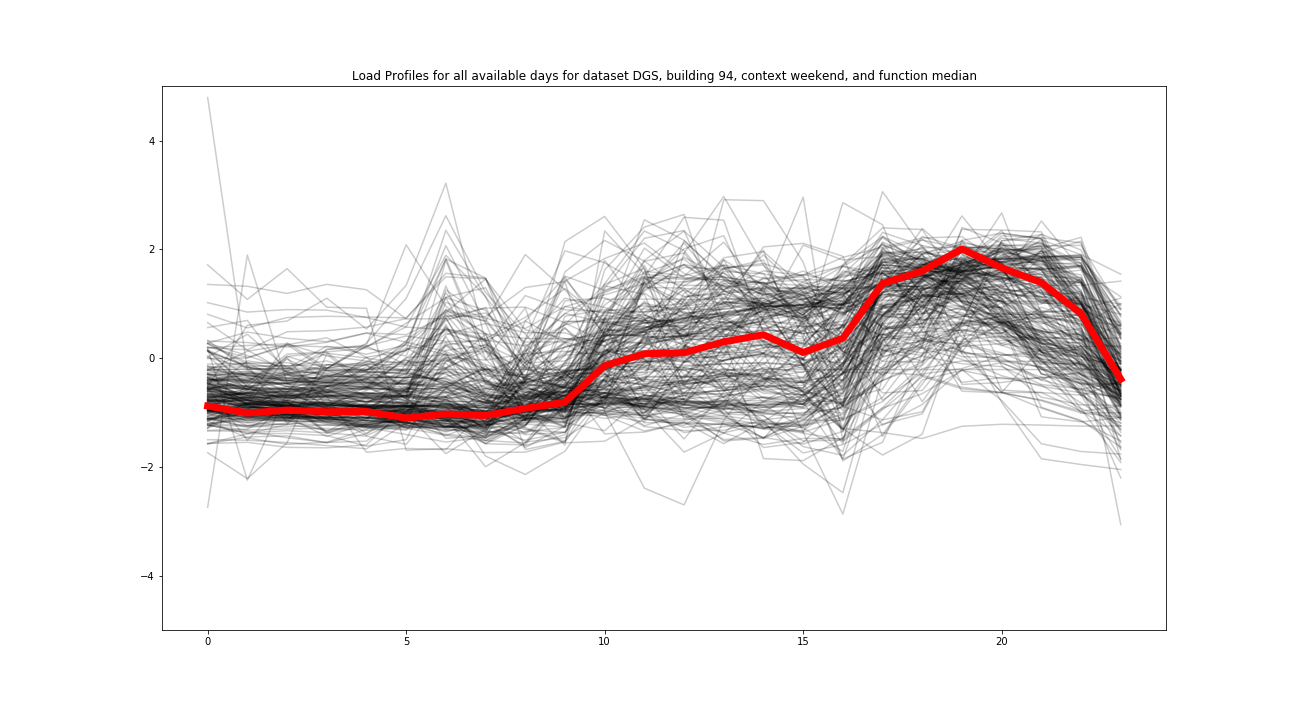 Load Profiles for all available days for dataset DGS, building 94, context weekend, and function median
4
2
0
−2
−4
0 5 10 15 20